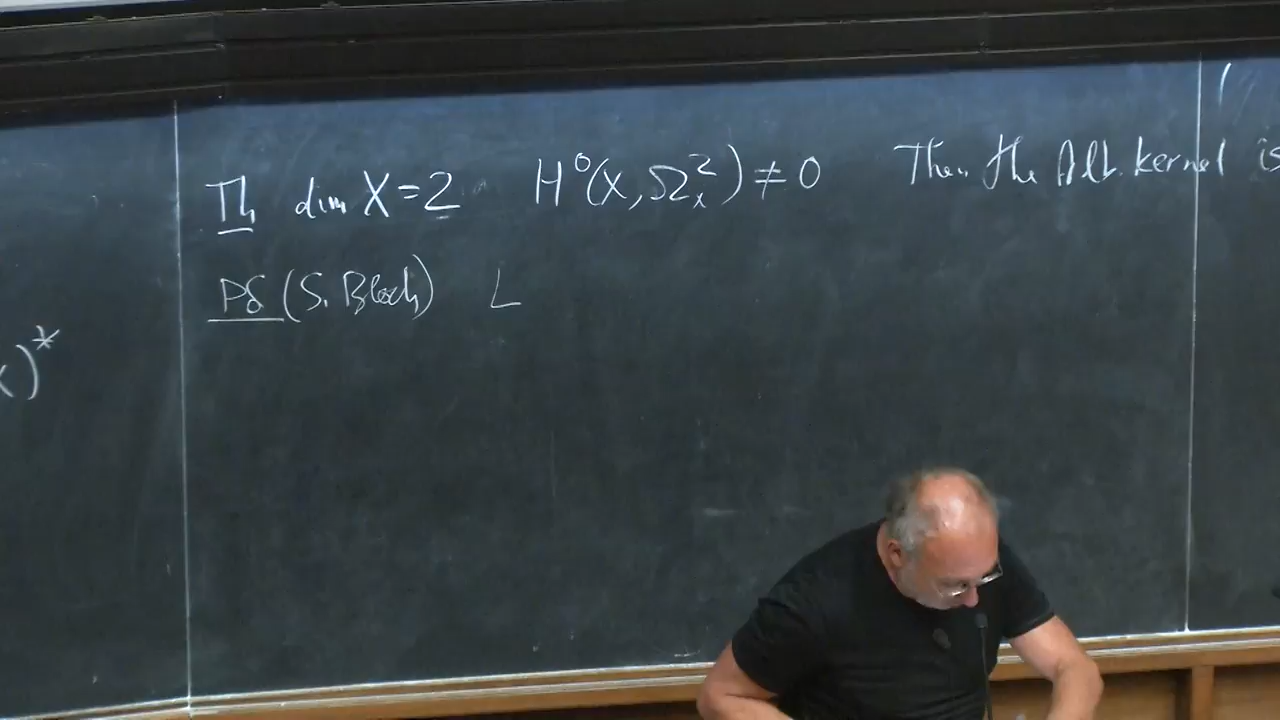 Th dim X=2 H⁰(X, Ω²ₓ) ≠ 0 Then the Alb. kernel is
Pf (S. Bloch) L
x)*